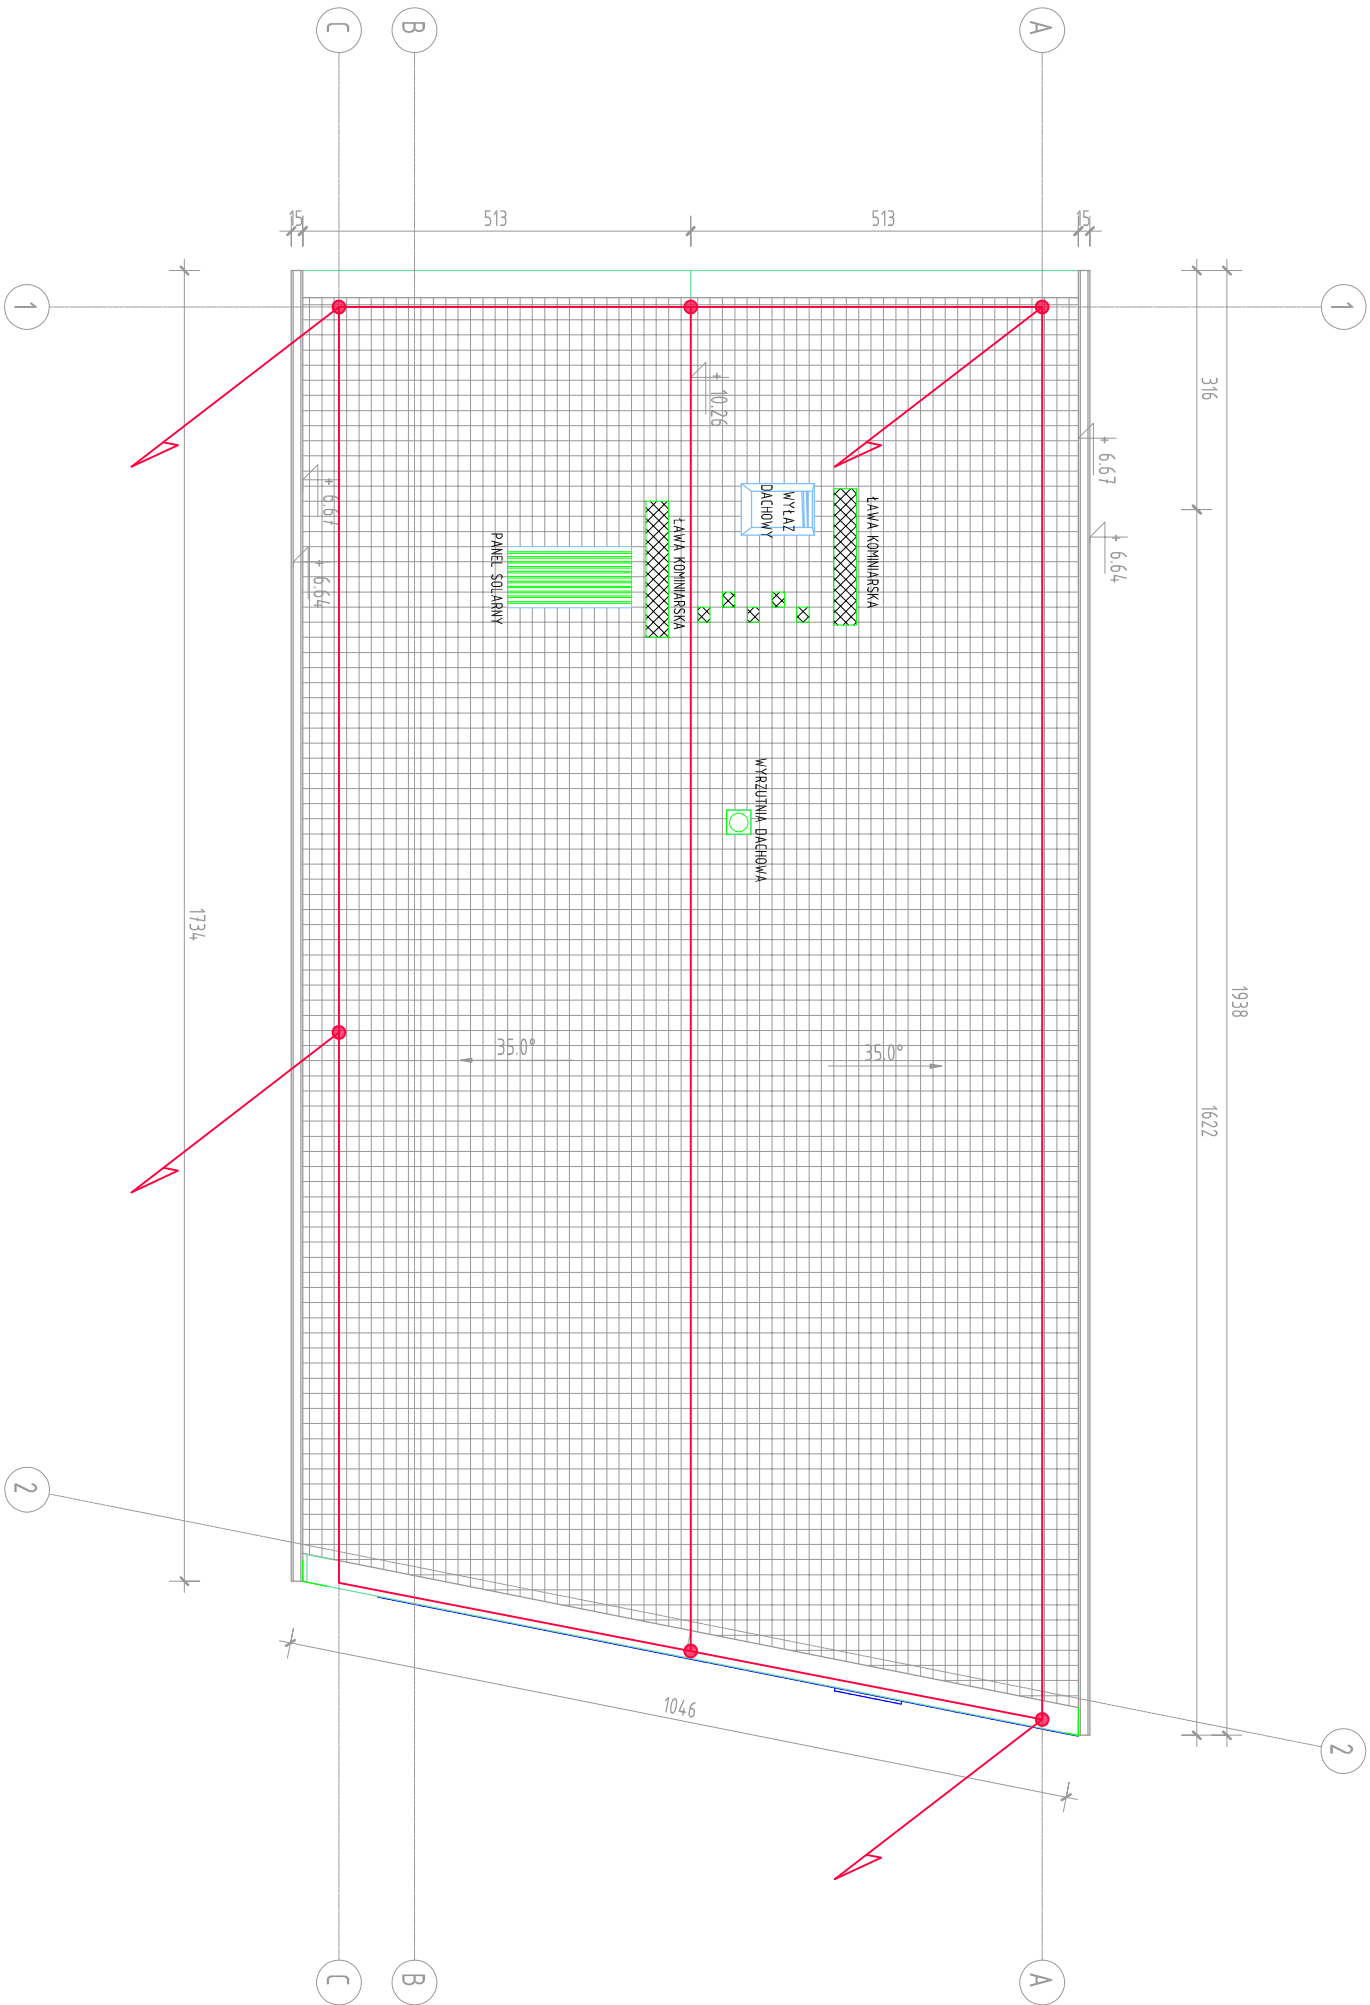 C
B
A
15
513
513
15
1
1
316
+ 10.26
+ 6.67
+ 6.67
+ 6.64
+ 6.64
WYŁAZ
DACHOWY
ŁAWA KOMINIARSKA
ŁAWA KOMINIARSKA
PANEL SOLARNY
WYRZUTNIA DACHOWA
1734
1938
35.0°
35.0°
1622
2
2
1046
C
B
A